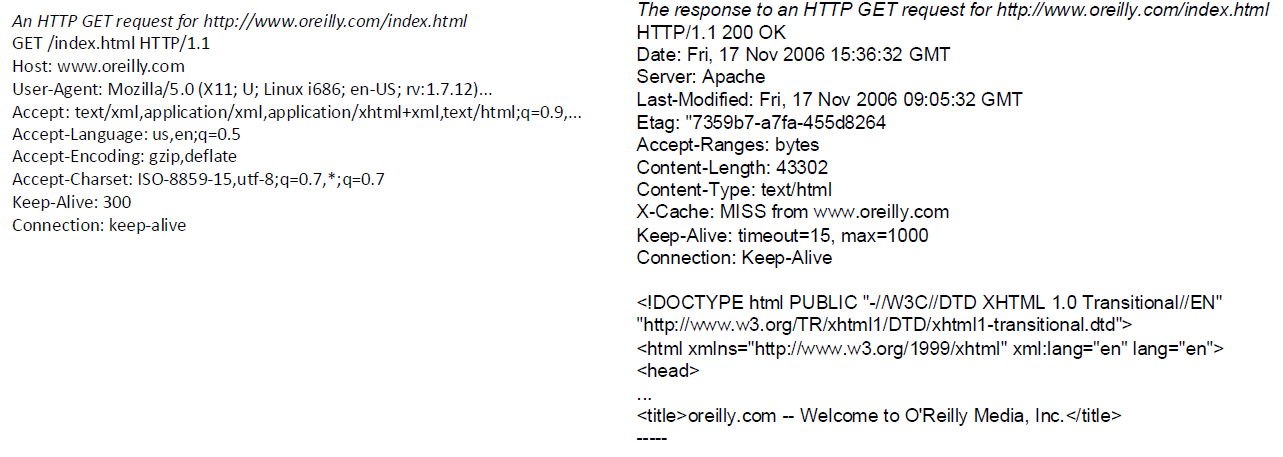 An HTTP GET request for http://www.oreilly.com/index.html
GET /index.html HTTP/1.1
Host: www.oreilly.com
User-Agent: Mozilla/5.0 (X11; U; Linux i686; en-US; rv:1.7.12)...
Accept: text/xml,application/xml,application/xhtml+xml,text/html;q=0.9,...
Accept-Language: us,en;q=0.5
Accept-Encoding: gzip,deflate
Accept-Charset: ISO-8859-15,utf-8;q=0.7,*;q=0.7
Keep-Alive: 300
Connection: keep-alive
The response to an HTTP GET request for http://www.oreilly.com/index.html
HTTP/1.1 200 OK
Date: Fri, 17 Nov 2006 15:36:32 GMT
Server: Apache
Last-Modified: Fri, 17 Nov 2006 09:05:32 GMT
Etag: "7359b7-a7fa-455d8264
Accept-Ranges: bytes
Content-Length: 43302
Content-Type: text/html
X-Cache: MISS from www.oreilly.com
Keep-Alive: timeout=15, max=1000
Connection: Keep-Alive
<!DOCTYPE html PUBLIC "-//W3C//DTD XHTML 1.0 Transitional//EN"
"http://www.w3.org/TR/xhtml1/DTD/xhtml1-transitional.dtd">
<html xmlns="http://www.w3.org/1999/xhtml" xml:lang="en" lang="en">
<head>
...
<title>oreilly.com -- Welcome to O'Reilly Media, Inc.</title>
-----